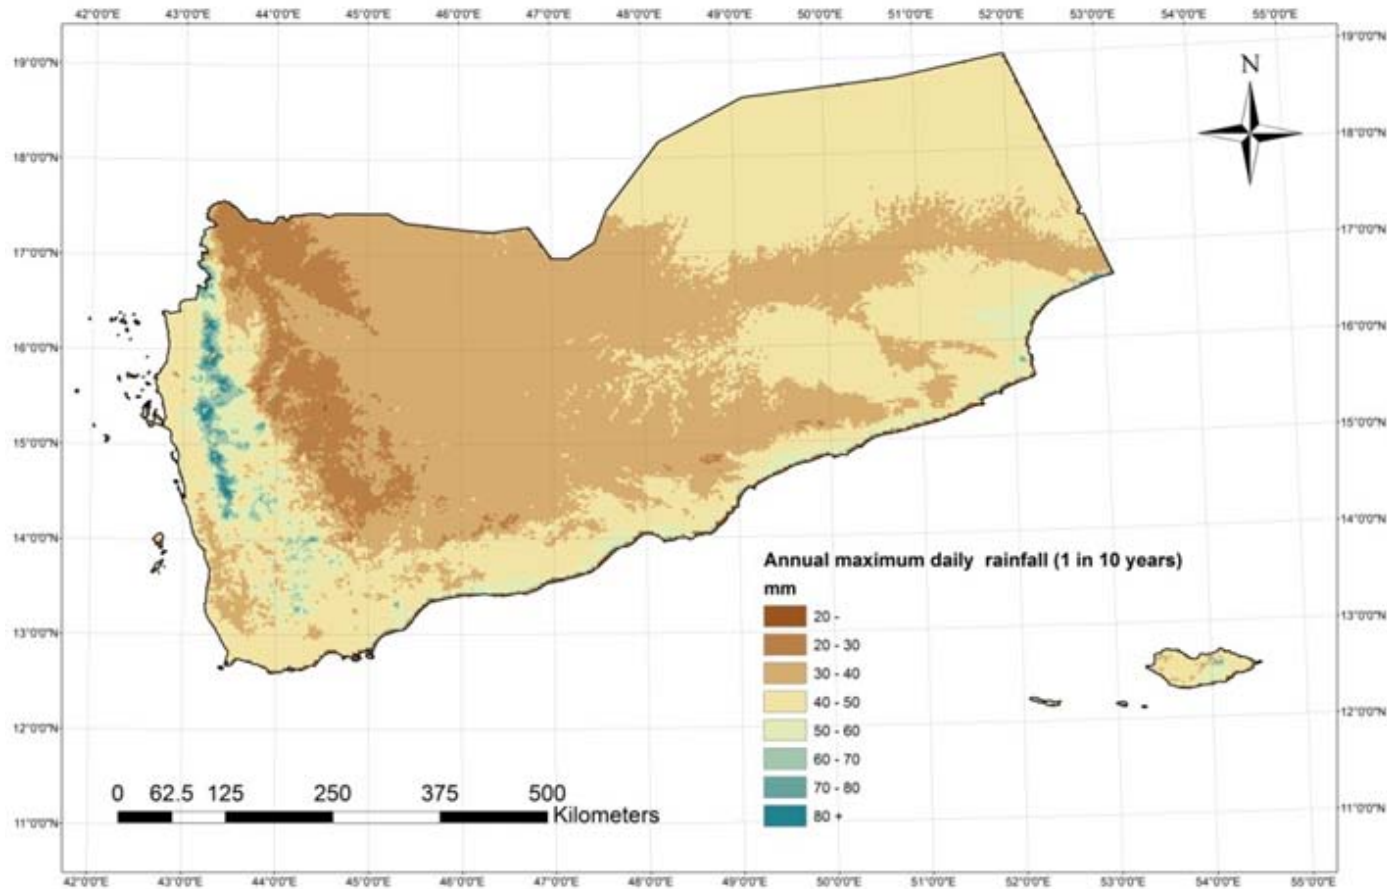 42°0'0"E 43°0'0"E 44°0'0"E 45°0'0"E 46°0'0"E 47°0'0"E 48°0'0"E 49°0'0"E 50°0'0"E 51°0'0"E 52°0'0"E 53°0'0"E 54°0'0"E 55°0'0"E
19°0'0"N 19°0'0"N
N
18°0'0"N 18°0'0"N
17°0'0"N 17°0'0"N
16°0'0"N 16°0'0"N
15°0'0"N 15°0'0"N
14°0'0"N 14°0'0"N
Annual maximum daily rainfall (1 in 10 years)
mm
20 -
13°0'0"N 13°0'0"N
20 - 30
30 - 40
40 - 50
12°0'0"N 12°0'0"N
50 - 60
60 - 70
70 - 80
80 +
0 62.5 125 250 375 500
Kilometers
11°0'0"N 11°0'0"N
42°0'0"E 43°0'0"E 44°0'0"E 45°0'0"E 46°0'0"E 47°0'0"E 48°0'0"E 49°0'0"E 50°0'0"E 51°0'0"E 52°0'0"E 53°0'0"E 54°0'0"E